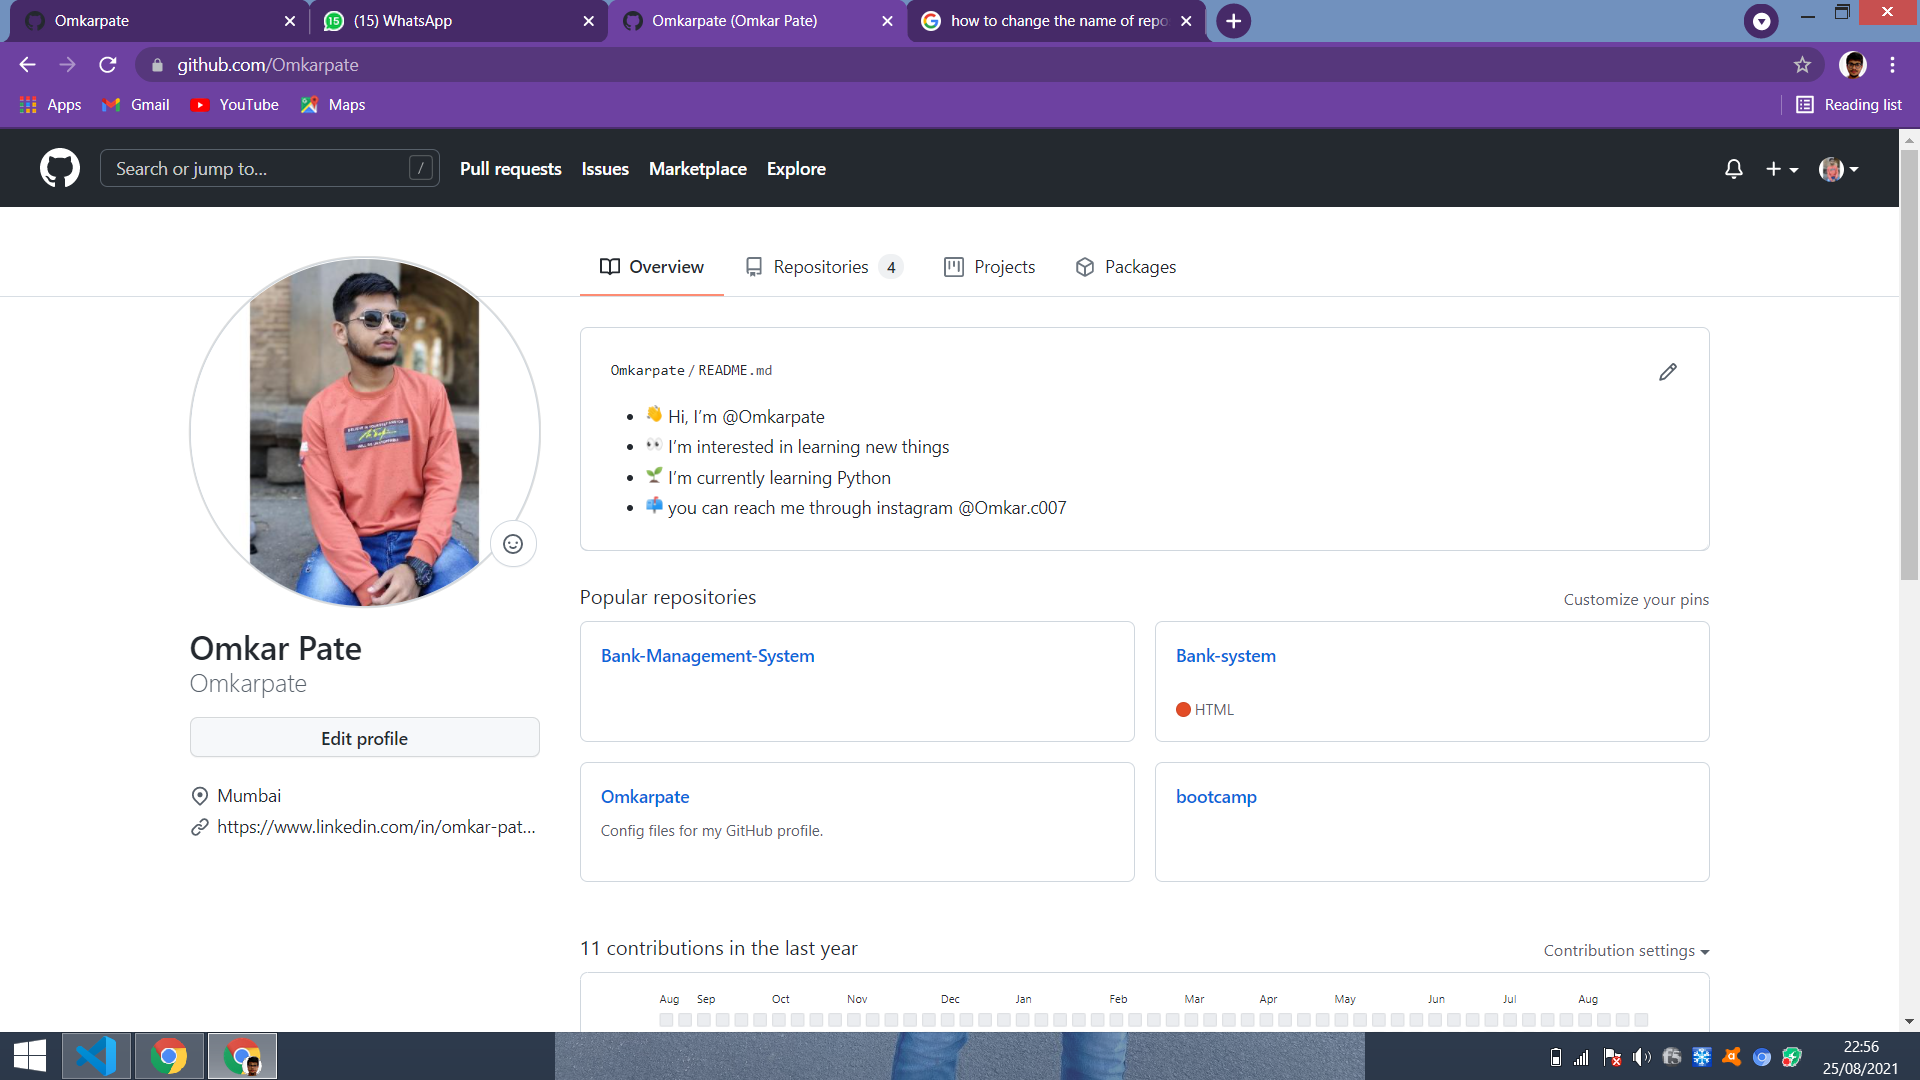 Omkarpate
(15) WhatsApp
Omkarpate (Omkar Pate)
how to change the name of repo
github.com/Omkarpate
Apps
Gmail
YouTube
Maps
Reading list
Search or jump to...
/
Pull requests
Issues
Marketplace
Explore
Overview
Repositories 4
Projects
Packages
Omkarpate / README.md
👋 Hi, I’m @Omkarpate
👀 I’m interested in learning new things
🌱 I’m currently learning Python
📫 you can reach me through instagram @Omkar.c007
Omkar Pate
Omkarpate
Edit profile
Mumbai
https://www.linkedin.com/in/omkar-pat...
Popular repositories
Customize your pins
Bank-Management-System
Bank-system
HTML
Omkarpate
Config files for my GitHub profile.
bootcamp
11 contributions in the last year
Contribution settings
Aug Sep Oct Nov Dec Jan Feb Mar Apr May Jun Jul Aug
22:56
25/08/2021